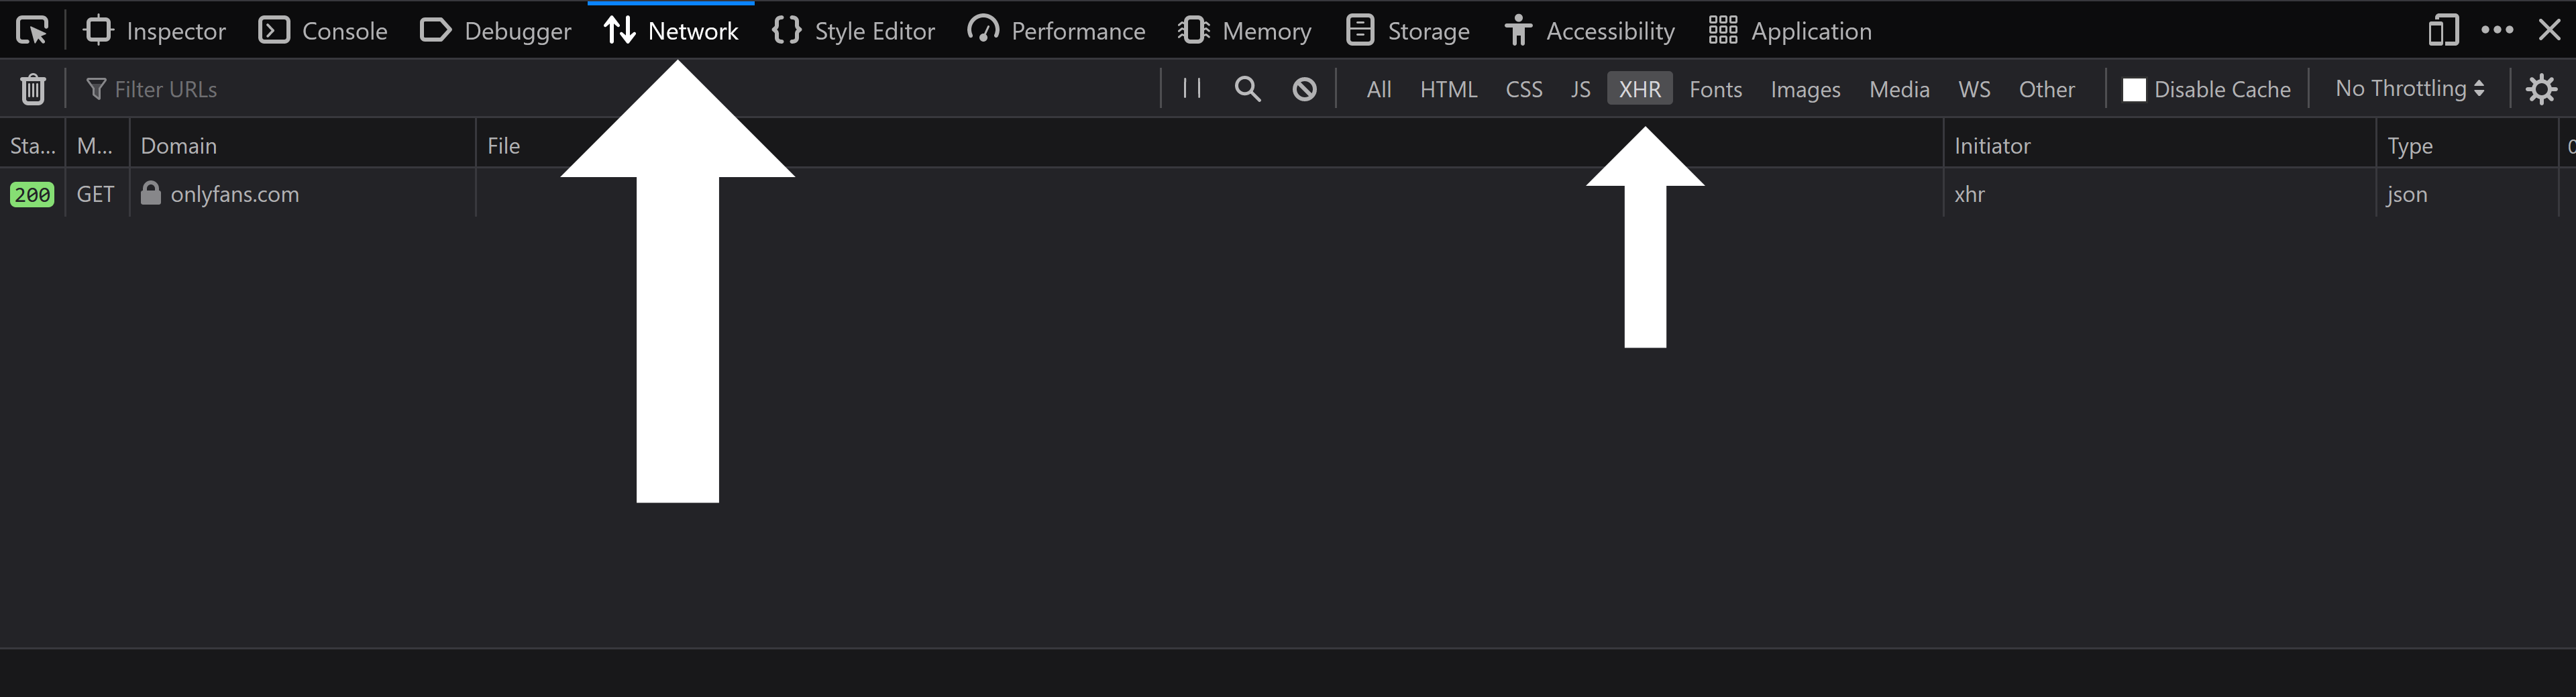 Inspector Console Debugger Network Style Editor Performance Memory Storage Accessibility Application
Filter URLs All HTML CSS JS XHR Fonts Images Media WS Other Disable Cache No Throttling
Sta... M... Domain File Initiator Type
200 GET onlyfans.com xhr json